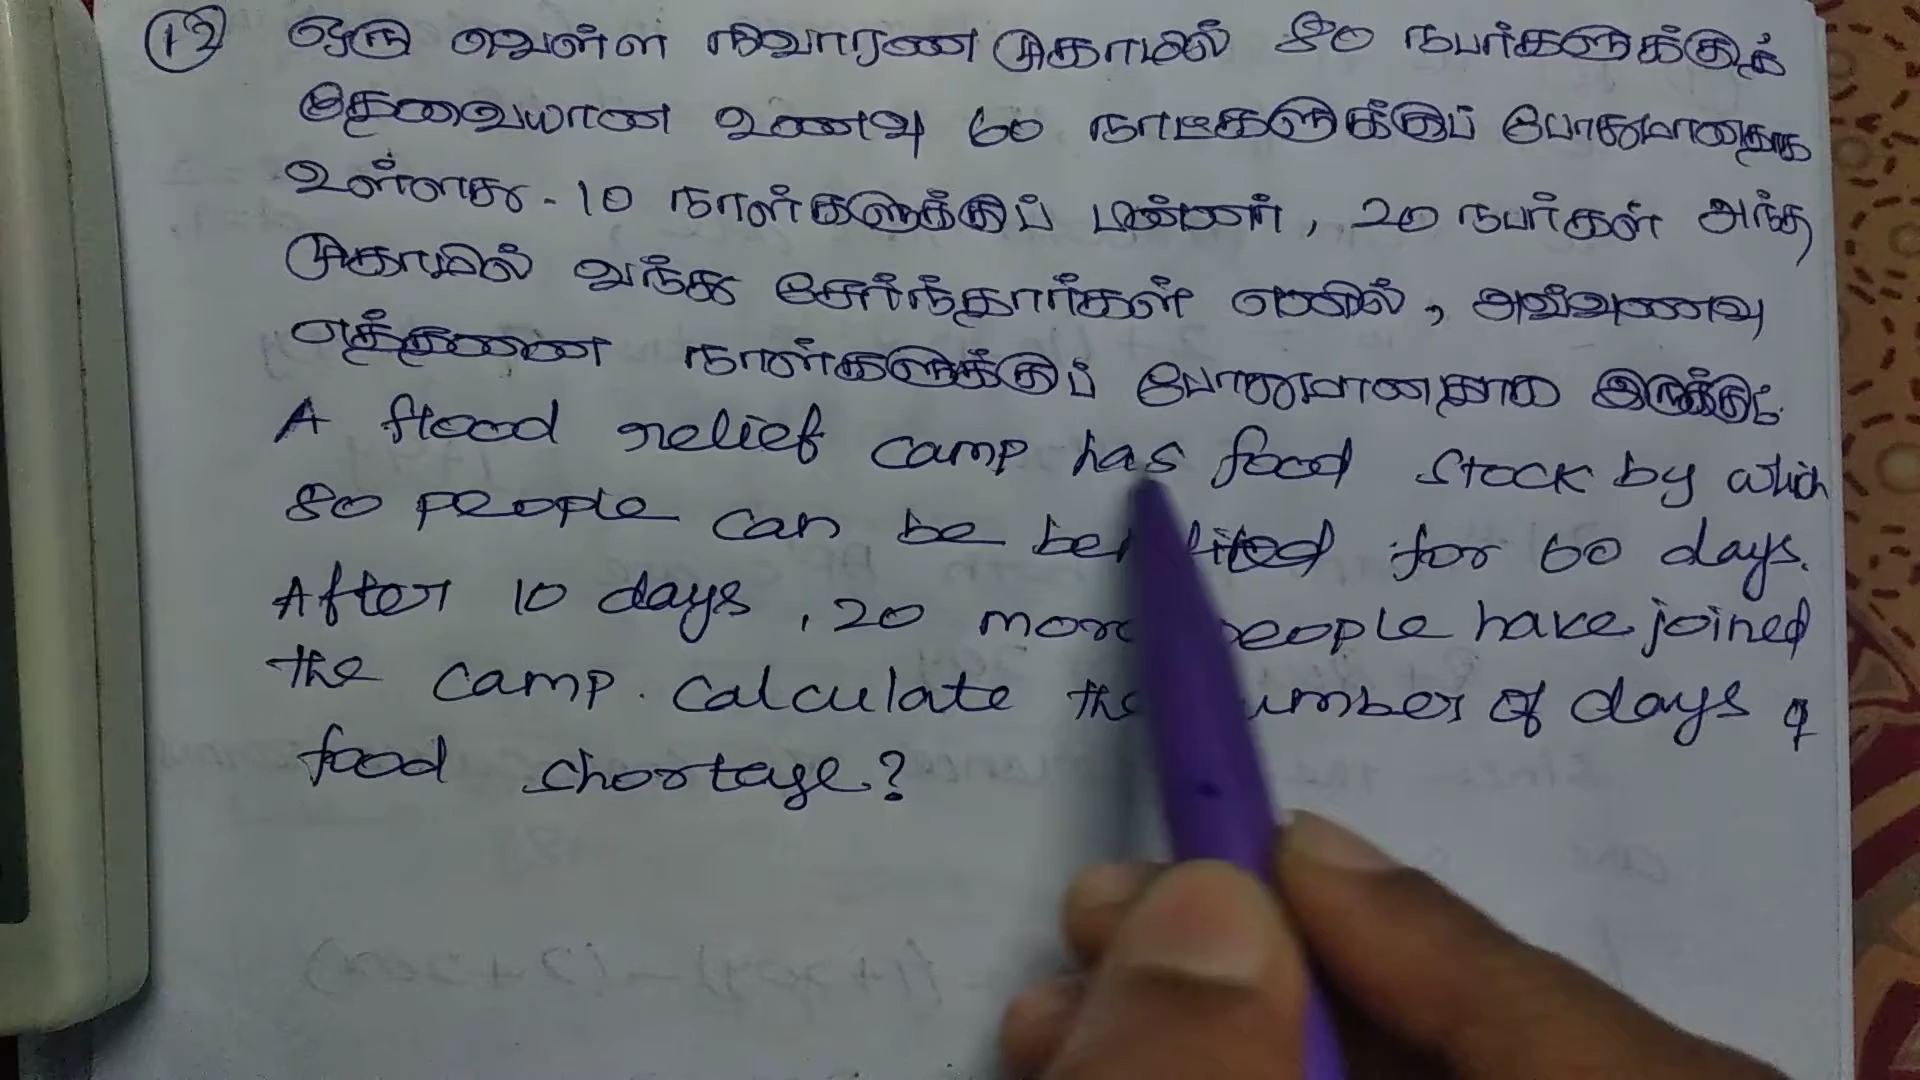 12 ஒரு வெள்ள நிவாரண முகாமில் 80 நபர்களுக்குத்
தேவையான உணவு 60 நாட்களுக்குப் போதுமானதாக
உள்ளது. 10 நாள்களுக்குப் பின்னர், 20 நபர்கள் அந்த
முகாமில் வந்து சேர்ந்தார்கள் எனில், அவ்வுணவு
எத்தனை நாள்களுக்குப் போதுமானதாக இருக்கும்
A flood relief camp has food stock by which
80 people can be for 60 days.
After 10 days, 20 more people have joined
the camp. Calculate the number of days of
food shortage?